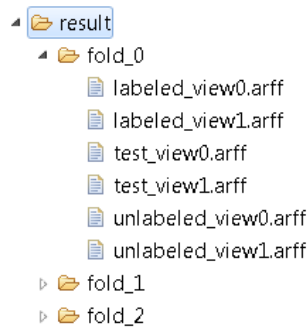 result
fold_0
labeled_view0.arff
labeled_view1.arff
test_view0.arff
test_view1.arff
unlabeled_view0.arff
unlabeled_view1.arff
fold_1
fold_2